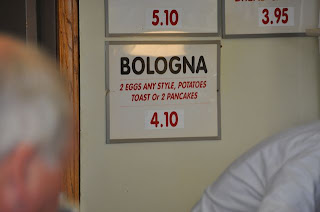 5.10
3.95
BOLOGNA
2 EGGS ANY STYLE, POTATOES
TOAST Or 2 PANCAKES
4.10